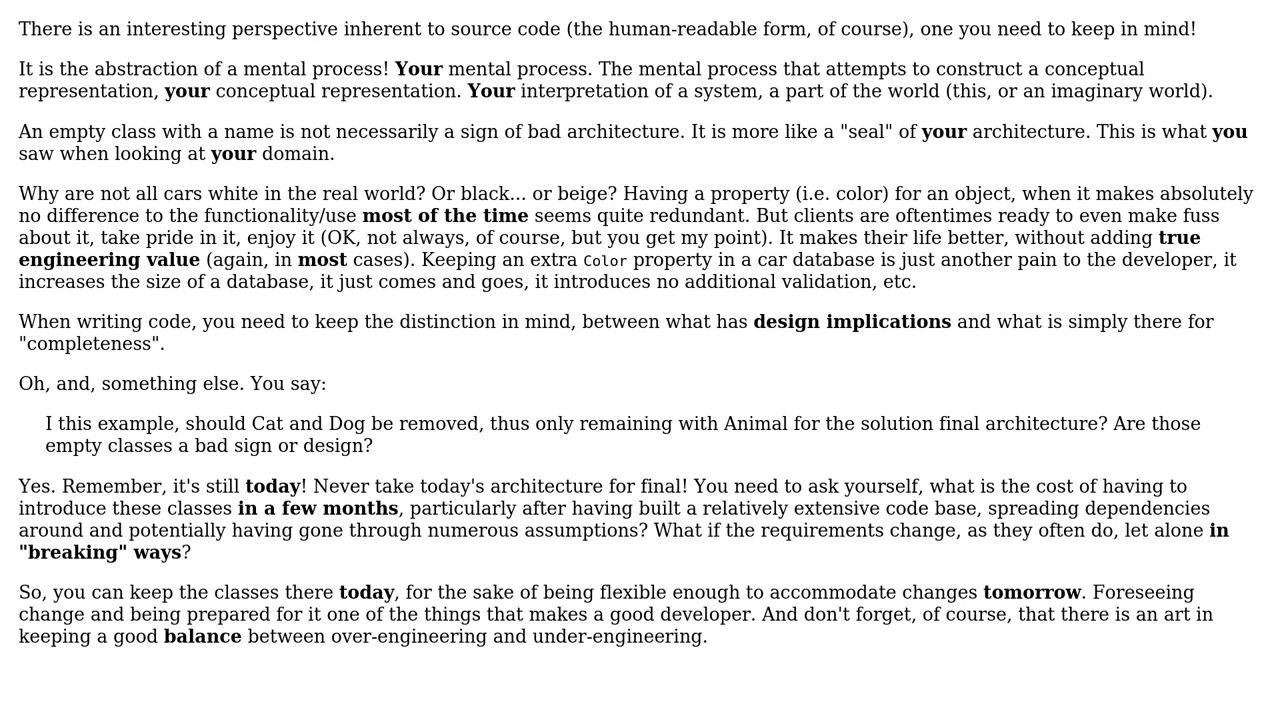 There is an interesting perspective inherent to source code (the human-readable form, of course), one you need to keep in mind!
It is the abstraction of a mental process! Your mental process. The mental process that attempts to construct a conceptual
representation, your conceptual representation. Your interpretation of a system, a part of the world (this, or an imaginary world).
An empty class with a name is not necessarily a sign of bad architecture. It is more like a "seal" of your architecture. This is what you
saw when looking at your domain.
Why are not all cars white in the real world? Or black... or beige? Having a property (i.e. color) for an object, when it makes absolutely
no difference to the functionality/use most of the time seems quite redundant. But clients are oftentimes ready to even make fuss
about it, take pride in it, enjoy it (OK, not always, of course, but you get my point). It makes their life better, without adding true
engineering value (again, in most cases). Keeping an extra Color property in a car database is just another pain to the developer, it
increases the size of a database, it just comes and goes, it introduces no additional validation, etc.
When writing code, you need to keep the distinction in mind, between what has design implications and what is simply there for
"completeness".
Oh, and, something else. You say:
I this example, should Cat and Dog be removed, thus only remaining with Animal for the solution final architecture? Are those
empty classes a bad sign or design?
Yes. Remember, it's still today! Never take today's architecture for final! You need to ask yourself, what is the cost of having to
introduce these classes in a few months, particularly after having built a relatively extensive code base, spreading dependencies
around and potentially having gone through numerous assumptions? What if the requirements change, as they often do, let alone in
"breaking" ways?
So, you can keep the classes there today, for the sake of being flexible enough to accommodate changes tomorrow. Foreseeing
change and being prepared for it one of the things that makes a good developer. And don't forget, of course, that there is an art in
keeping a good balance between over-engineering and under-engineering.